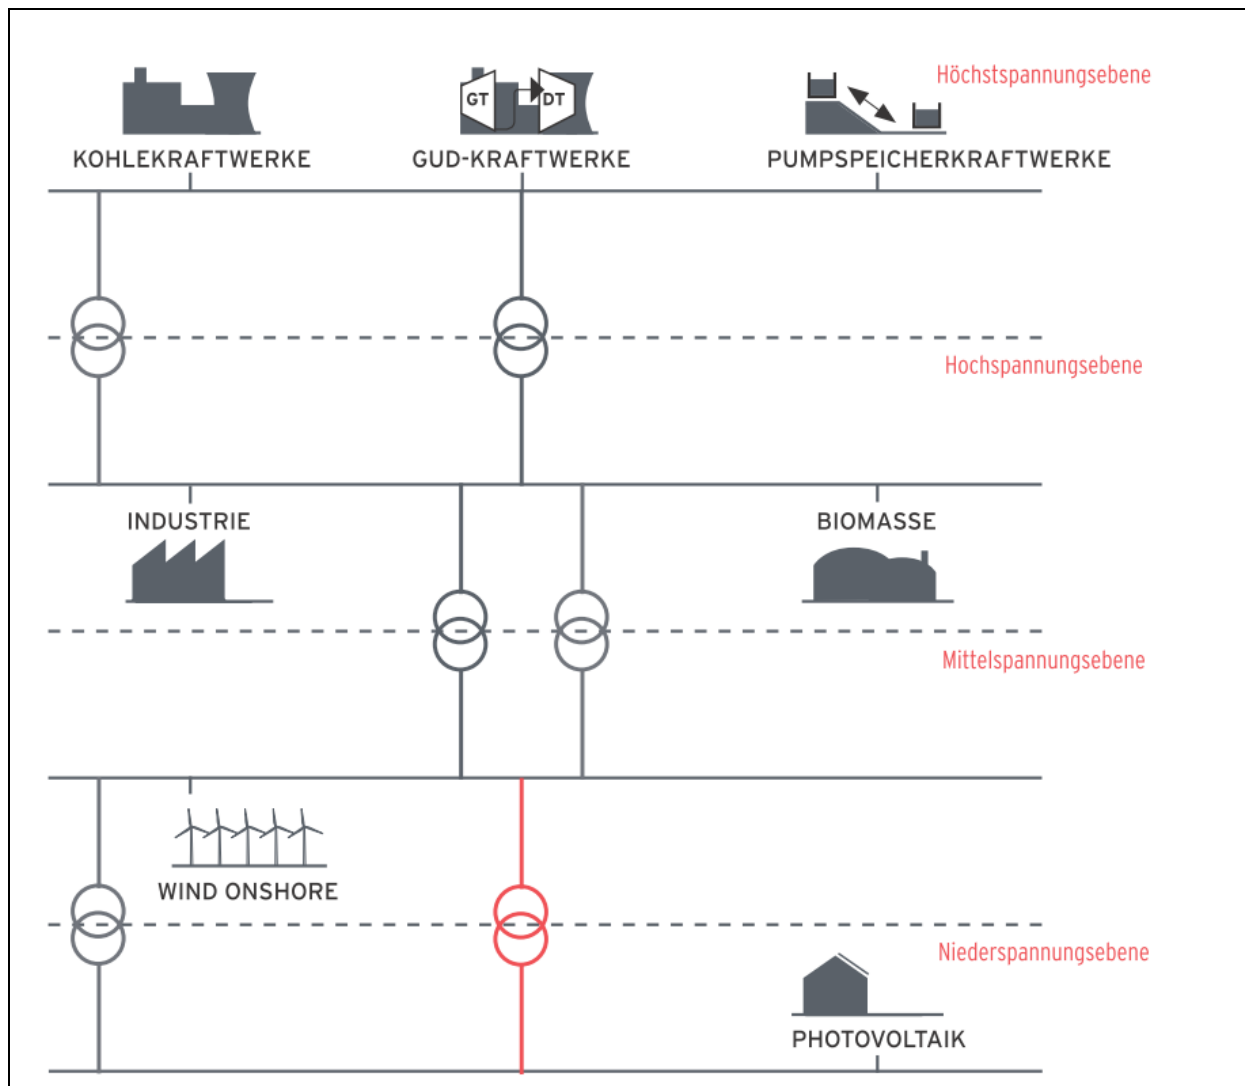 Höchstspannungsebene
GT
DT
KOHLEKRAFTWERKE
GUD-KRAFTWERKE
PUMPSPEICHERKRAFTWERKE
Hochspannungsebene
INDUSTRIE
BIOMASSE
Mittelspannungsebene
WIND ONSHORE
Niederspannungsebene
PHOTOVOLTAIK